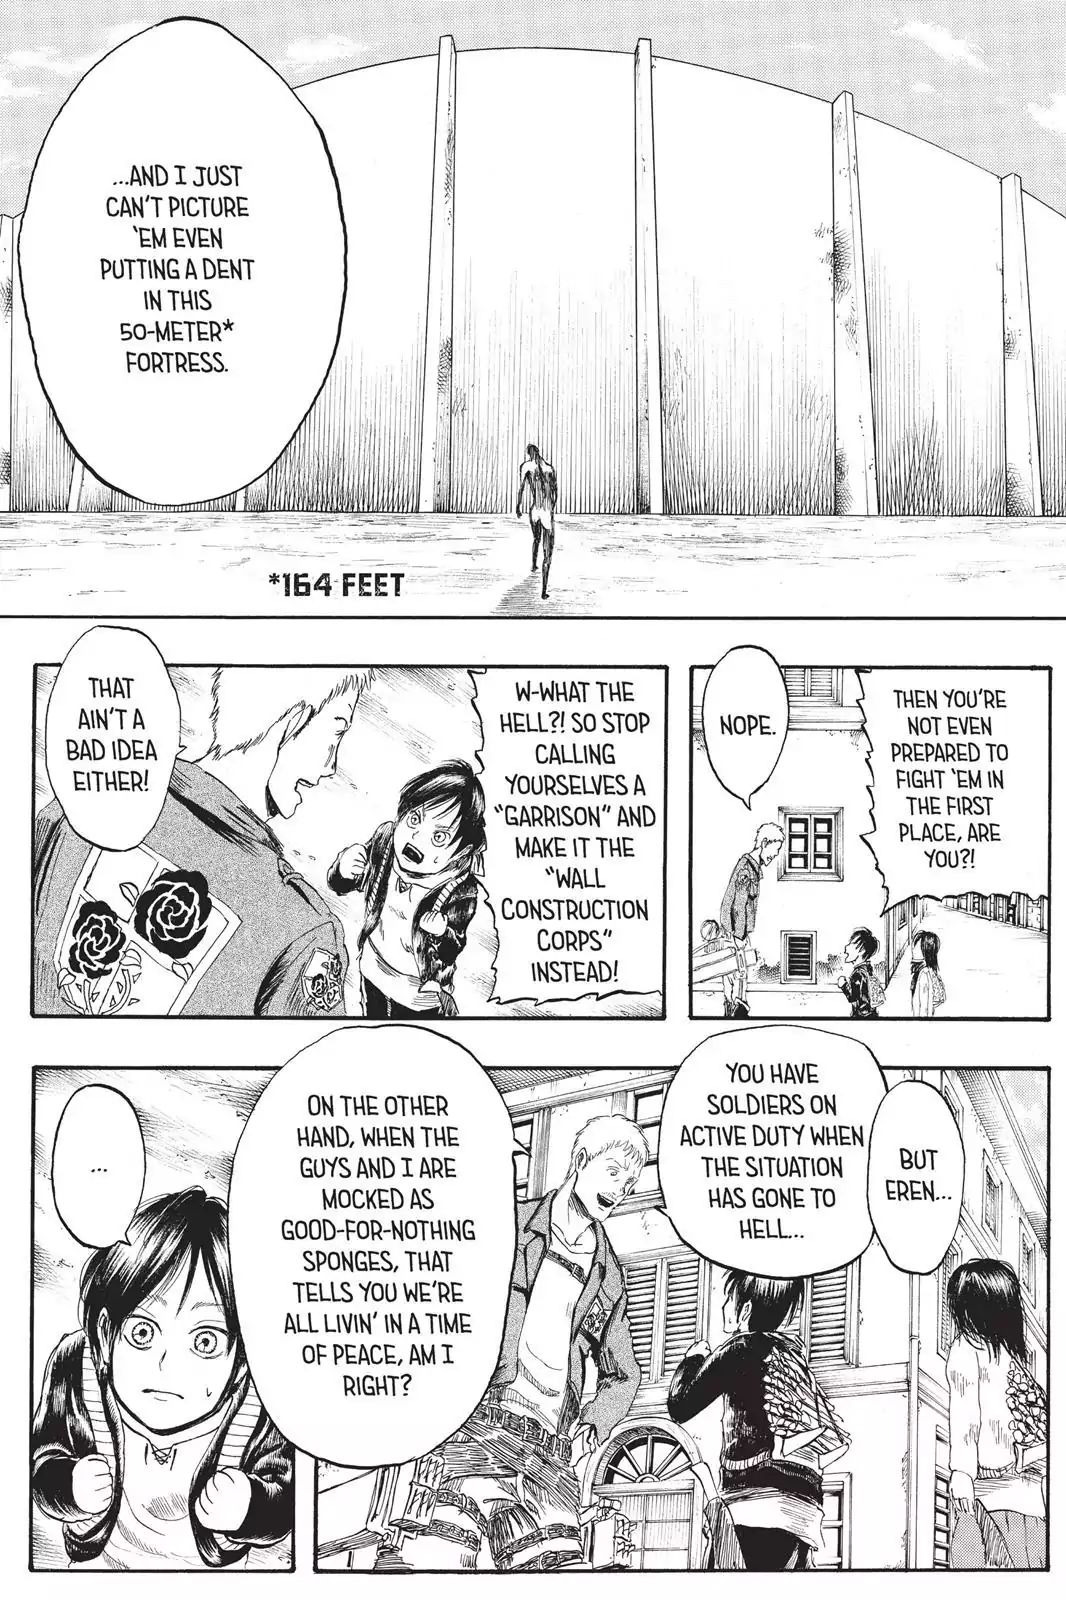 ...AND I JUST
CAN'T PICTURE
'EM EVEN
PUTTING A DENT
IN THIS
50-METER*
FORTRESS.
*164 FEET
THEN YOU'RE
NOT EVEN
PREPARED TO
FIGHT 'EM IN
THE FIRST
PLACE, ARE
YOU?!
NOPE.
W-WHAT THE
HELL?! SO STOP
CALLING
YOURSELVES A
"GARRISON" AND
MAKE IT THE
"WALL
CONSTRUCTION
CORPS"
INSTEAD!
THAT
AIN'T A
BAD IDEA
EITHER!
BUT
EREN...
YOU HAVE
SOLDIERS ON
ACTIVE DUTY WHEN
THE SITUATION
HAS GONE TO
HELL...
ON THE OTHER
HAND, WHEN THE
GUYS AND I ARE
MOCKED AS
GOOD-FOR-NOTHING
SPONGES, THAT
TELLS YOU WE'RE
ALL LIVIN' IN A TIME
OF PEACE, AM I
RIGHT?
...